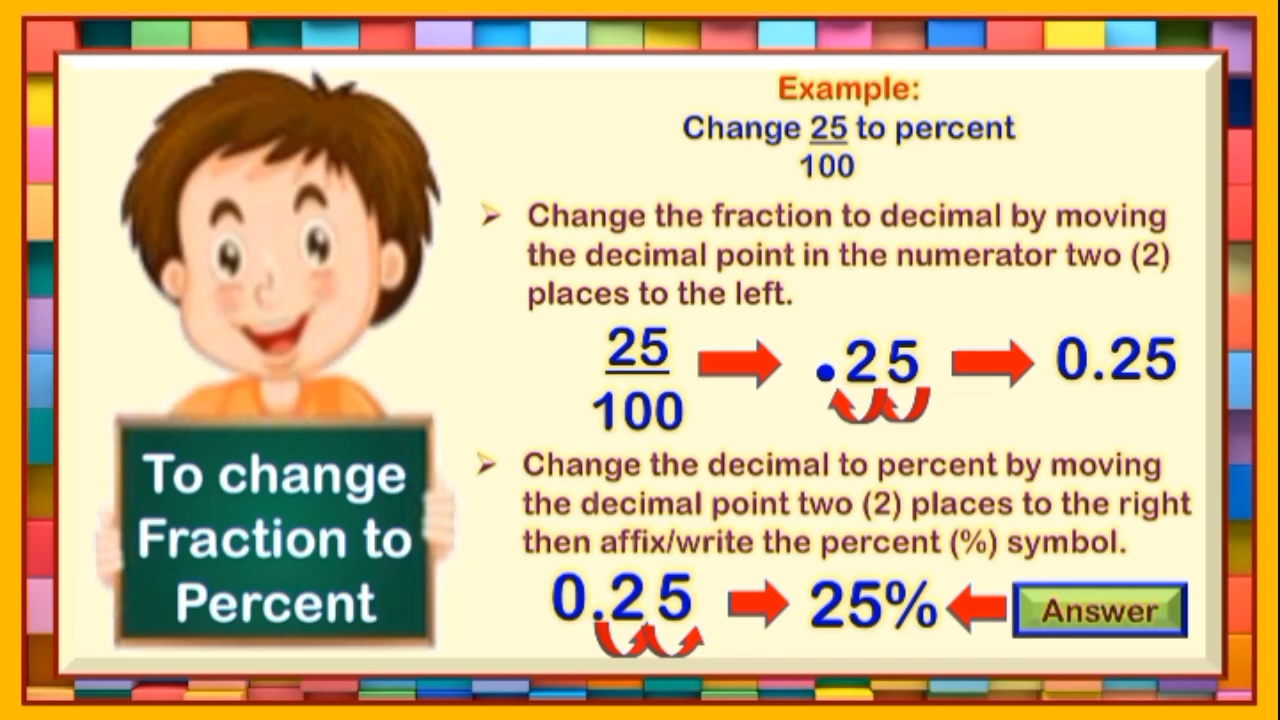 To change
Fraction to
Percent
Example:
Change 25 to percent
100
➢ Change the fraction to decimal by moving
the decimal point in the numerator two (2)
places to the left.
25
100
.25
0.25
➢ Change the decimal to percent by moving
the decimal point two (2) places to the right
then affix/write the percent (%) symbol.
0.25
25%
Answer